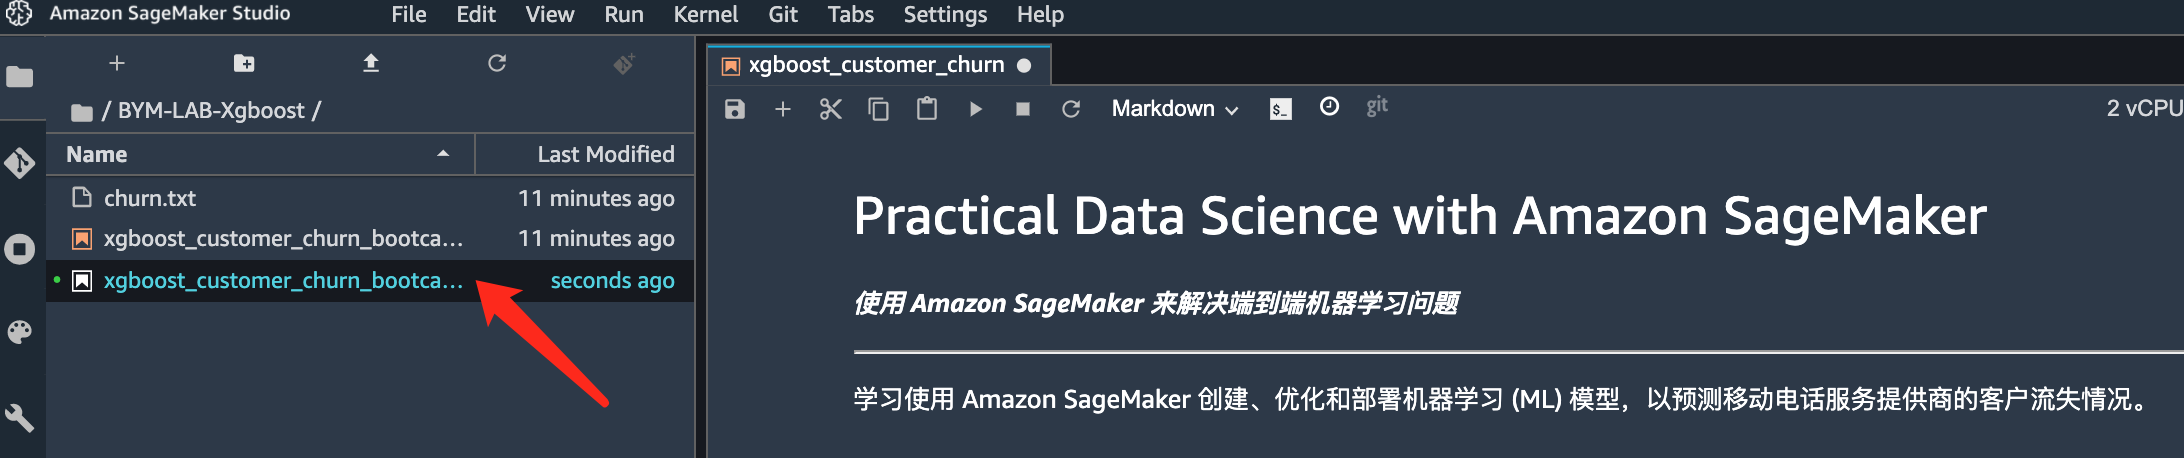 Amazon SageMaker Studio File Edit View Run Kernel Git Tabs Settings Help
/ BYM-LAB-Xgboost /
Name Last Modified
churn.txt 11 minutes ago
xgboost_customer_churn_bootca... 11 minutes ago
xgboost_customer_churn_bootca... seconds ago
xgboost_customer_churn
Markdown $_ git 2 vCPU
Practical Data Science with Amazon SageMaker
使用 Amazon SageMaker 来解决端到端机器学习问题
学习使用 Amazon SageMaker 创建、优化和部署机器学习 (ML) 模型，以预测移动电话服务提供商的客户流失情况。